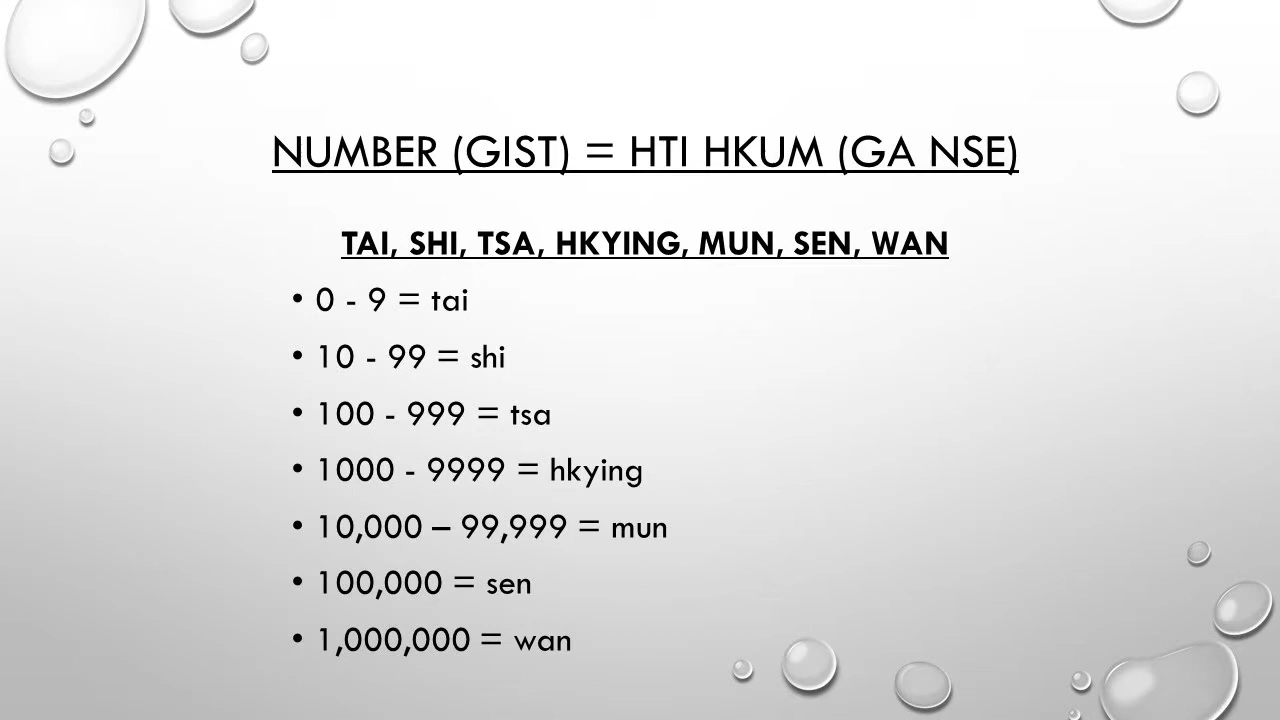 NUMBER (GIST) = HTI HKUM (GA NSE)
TAI, SHI, TSA, HKYING, MUN, SEN, WAN
• 0 - 9 = tai
• 10 - 99 = shi
• 100 - 999 = tsa
• 1000 - 9999 = hkying
• 10,000 – 99,999 = mun
• 100,000 = sen
• 1,000,000 = wan